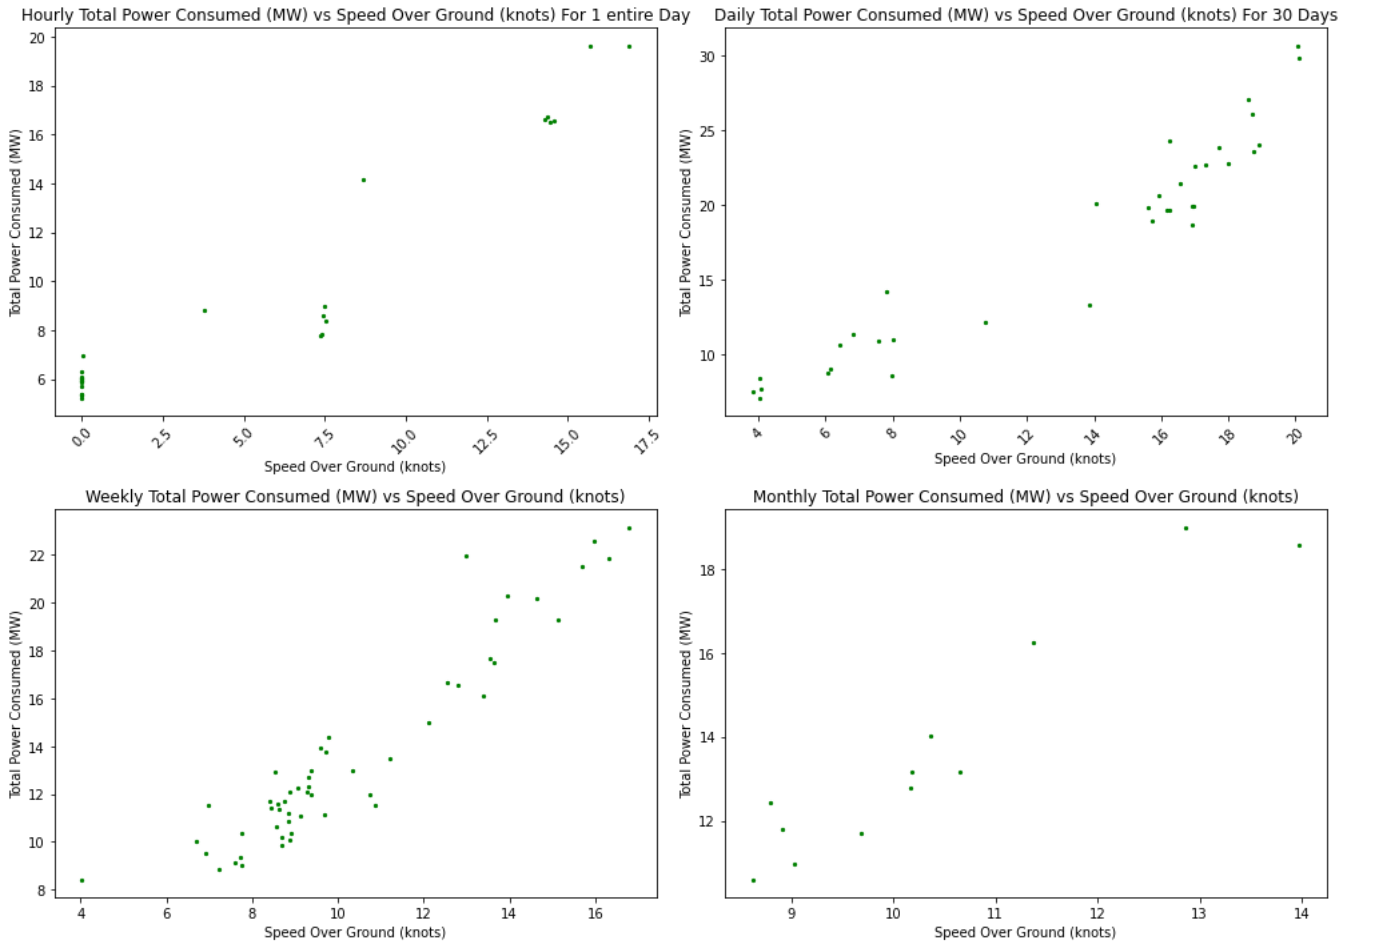 Hourly Total Power Consumed (MW) vs Speed Over Ground (knots) For 1 entire Day
Total Power Consumed (MW)
20
18
16
14
12
10
8
6
0.0 2.5 5.0 7.5 10.0 12.5 15.0 17.5
Speed Over Ground (knots)
Daily Total Power Consumed (MW) vs Speed Over Ground (knots) For 30 Days
Total Power Consumed (MW)
30
25
20
15
10
4 6 8 10 12 14 16 18 20
Speed Over Ground (knots)
Weekly Total Power Consumed (MW) vs Speed Over Ground (knots)
Total Power Consumed (MW)
22
20
18
16
14
12
10
8
4 6 8 10 12 14 16
Speed Over Ground (knots)
Monthly Total Power Consumed (MW) vs Speed Over Ground (knots)
Total Power Consumed (MW)
18
16
14
12
9 10 11 12 13 14
Speed Over Ground (knots)